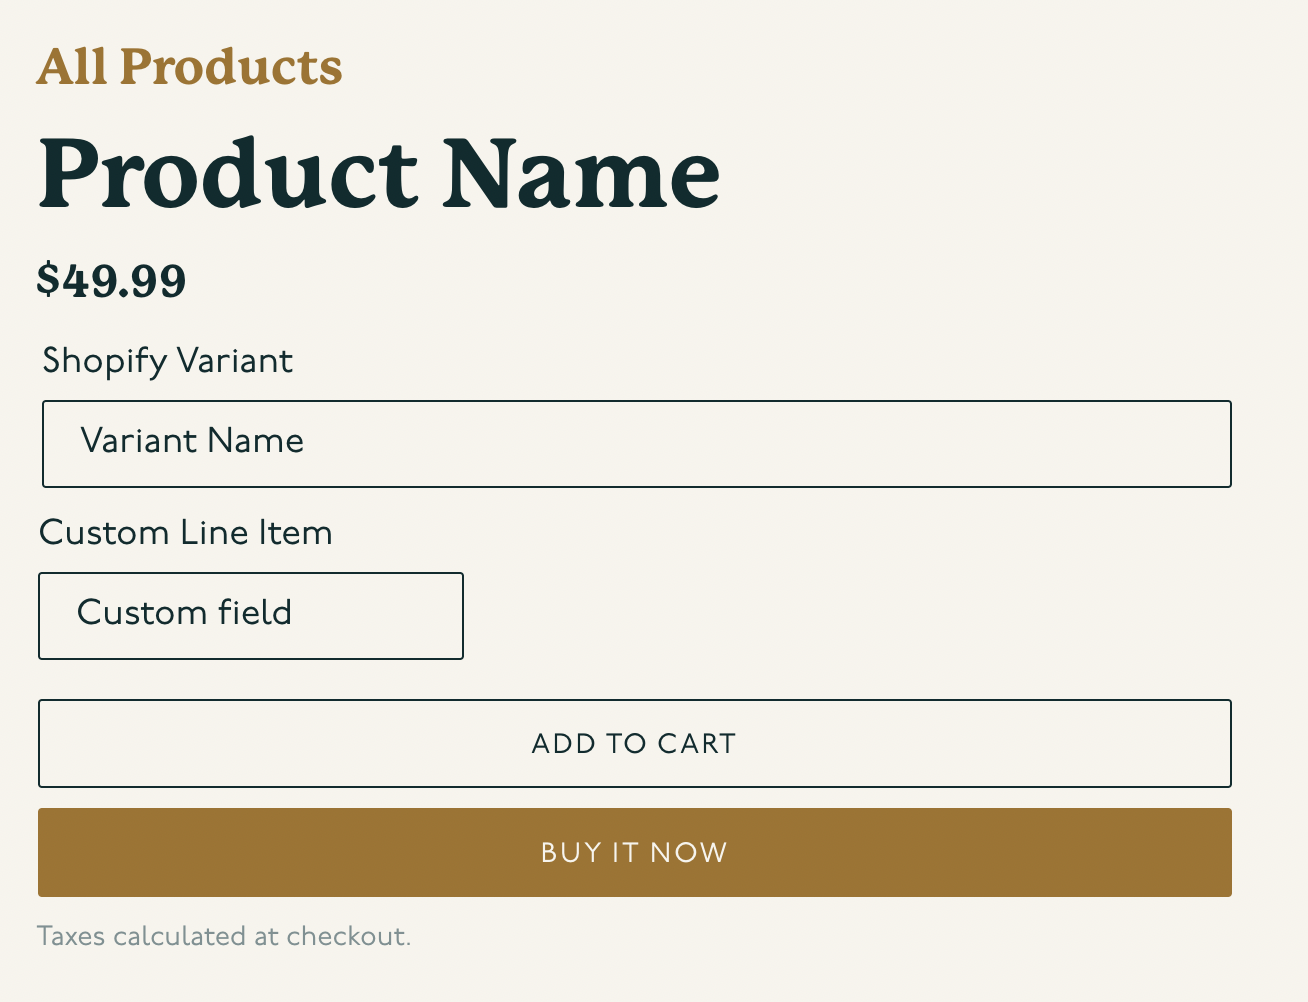 All Products
Product Name
$49.99
Shopify Variant
Variant Name
Custom Line Item
Custom field
ADD TO CART
BUY IT NOW
Taxes calculated at checkout.